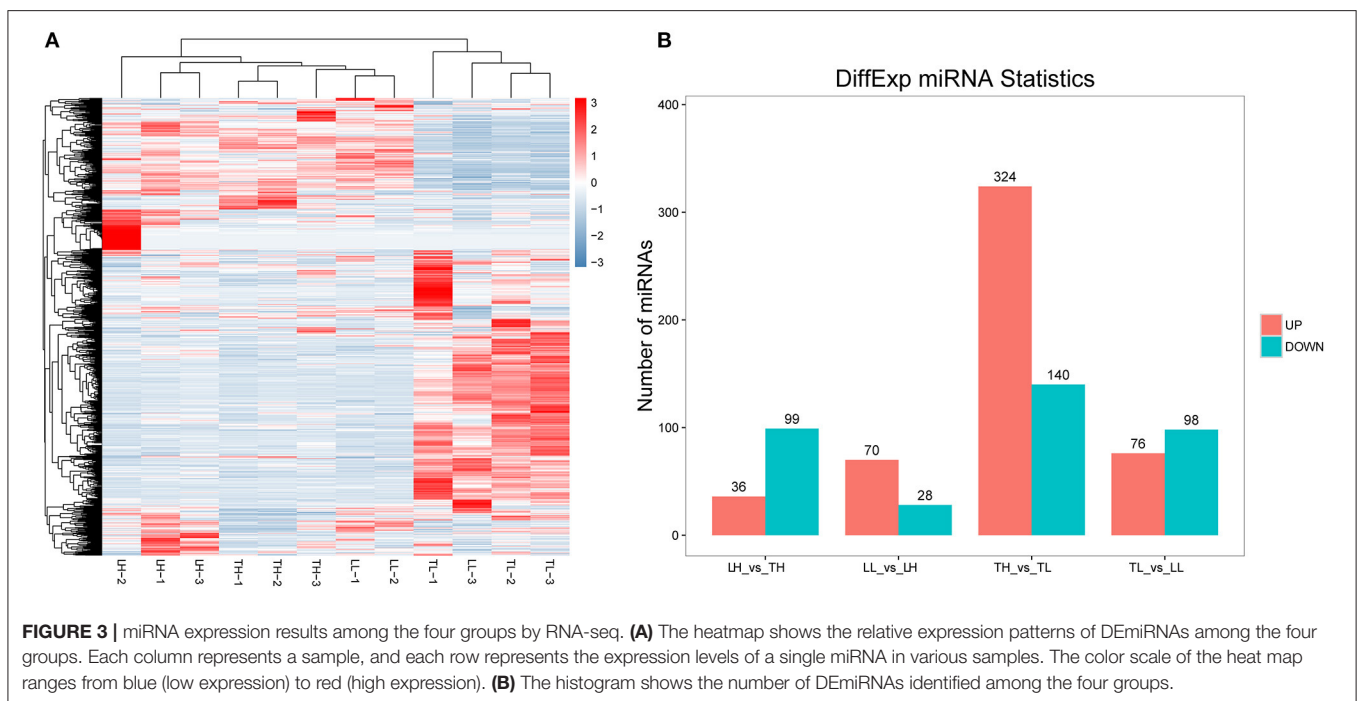 A
3
2
1
0
−1
−2
−3
LH−2
LH−1
LH−3
TH−1
TH−2
TH−3
LL−1
LL−2
TL−1
LL−3
TL−2
TL−3
B
DiffExp miRNA Statistics
Number of miRNAs
400
300
200
100
0
36
99
70
28
324
140
76
98
LH_vs_TH
LL_vs_LH
TH_vs_TL
TL_vs_LL
UP
DOWN
FIGURE 3 | miRNA expression results among the four groups by RNA-seq. (A) The heatmap shows the relative expression patterns of DEmiRNAs among the four
groups. Each column represents a sample, and each row represents the expression levels of a single miRNA in various samples. The color scale of the heat map
ranges from blue (low expression) to red (high expression). (B) The histogram shows the number of DEmiRNAs identified among the four groups.